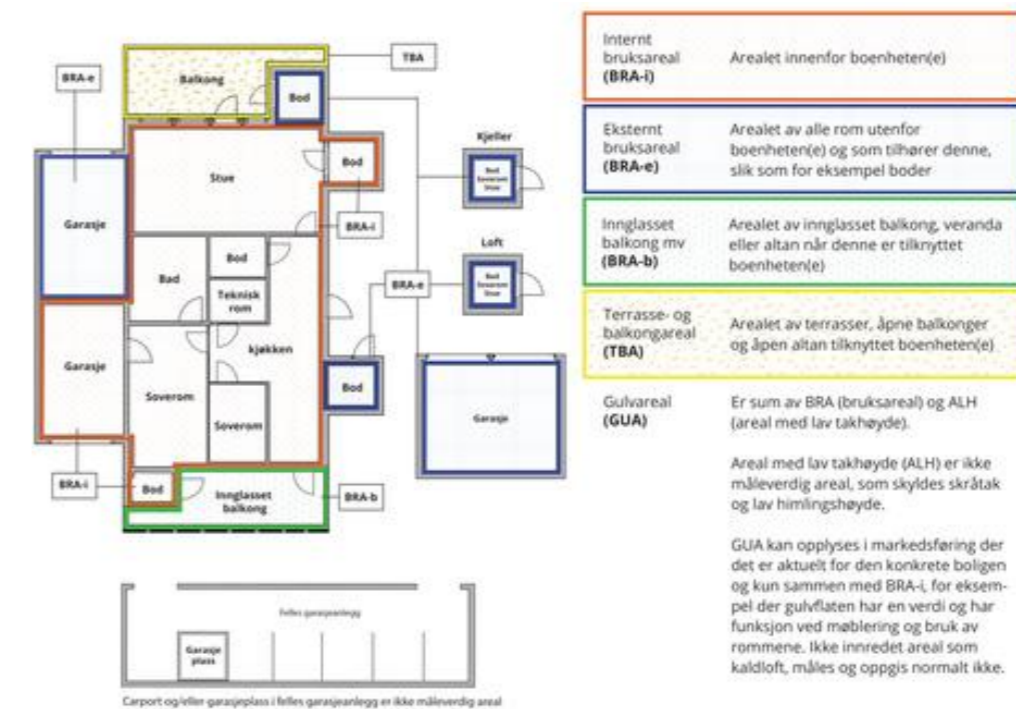 TBA
BRA-e
Balkong
Bod
Kjeller
Bod
Soverom
Stue
Stue
Bod
BRA-i
Garasje
Loft
Bod
Soverom
Stue
Bad
Bod
Teknisk
rom
BRA-e
Garasje
kjøkken
Soverom
Soverom
Bod
Garasje
BRA-i
Bod
Innglasset
balkong
BRA-b
Felles garasjeanlegg
Garasje
plass
Carport og/eller garasjeplass i felles garasjeanlegg er ikke måleverdig areal
Internt
bruksareal
(BRA-i)
Arealet innenfor boenheten(e)
Eksternt
bruksareal
(BRA-e)
Arealet av alle rom utenfor
boenheten(e) og som tilhører denne,
slik som for eksempel boder
Innglasset
balkong mv
(BRA-b)
Arealet av innglasset balkong, veranda
eller altan når denne er tilknyttet
boenheten(e)
Terrasse- og
balkongareal
(TBA)
Arealet av terrasser, åpne balkonger
og åpen altan tilknyttet boenheten(e)
Gulvareal
(GUA)
Er sum av BRA (bruksareal) og ALH
(areal med lav takhøyde).
Areal med lav takhøyde (ALH) er ikke
måleverdig areal, som skyldes skråtak
og lav himlingshøyde.
GUA kan opplyses i markedsføring der
det er aktuelt for den konkrete boligen
og kun sammen med BRA-i, for eksem-
pel der gulvflaten har en verdi og har
funksjon ved møblering og bruk av
rommene. Ikke innredet areal som
kaldloft, måles og oppgis normalt ikke.